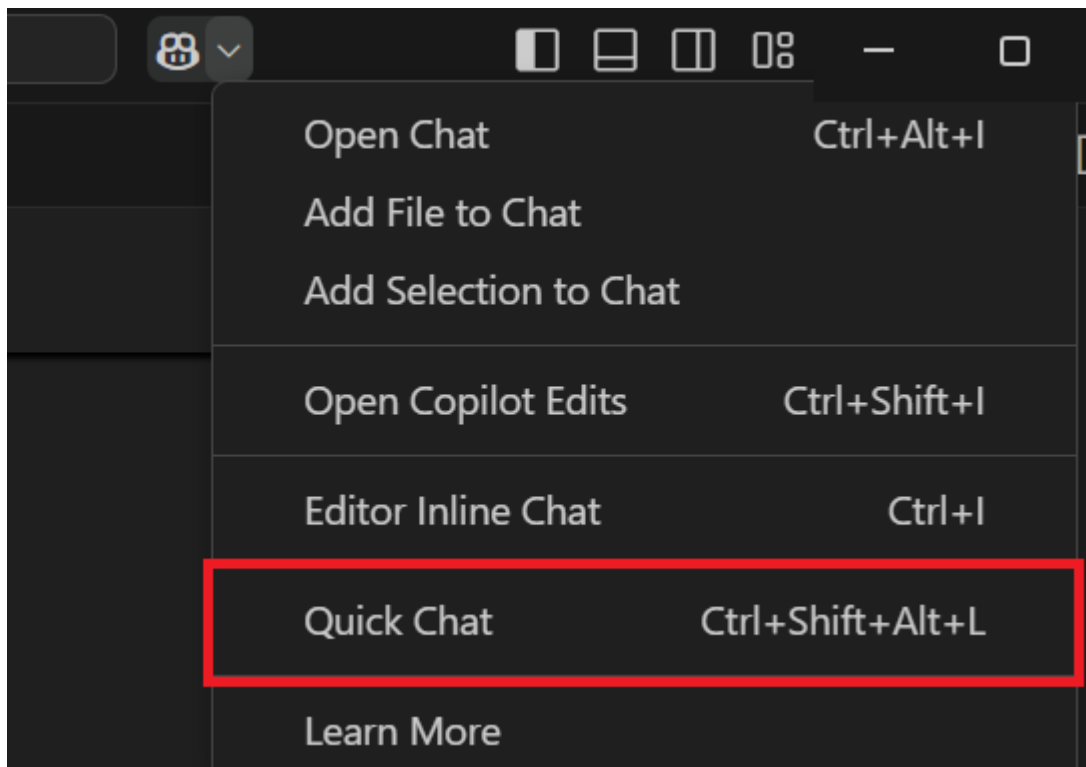 Open Chat Ctrl+Alt+I
Add File to Chat
Add Selection to Chat
Open Copilot Edits Ctrl+Shift+I
Editor Inline Chat Ctrl+I
Quick Chat Ctrl+Shift+Alt+L
Learn More